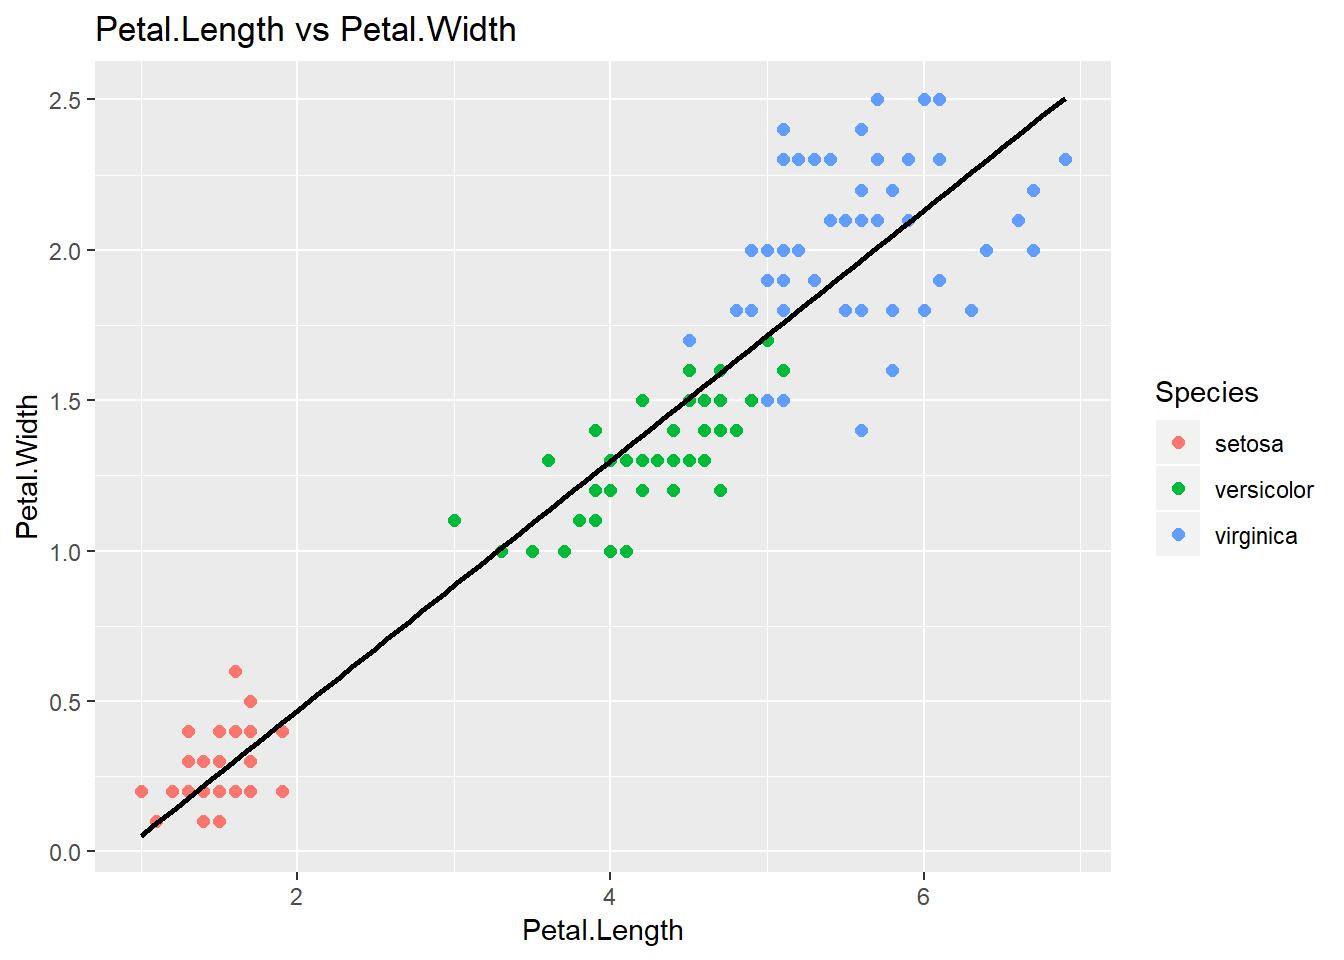 Petal.Length vs Petal.Width
2.5
2.0
1.5
1.0
0.5
0.0
Petal.Width
2
4
6
Petal.Length
Species
setosa
versicolor
virginica